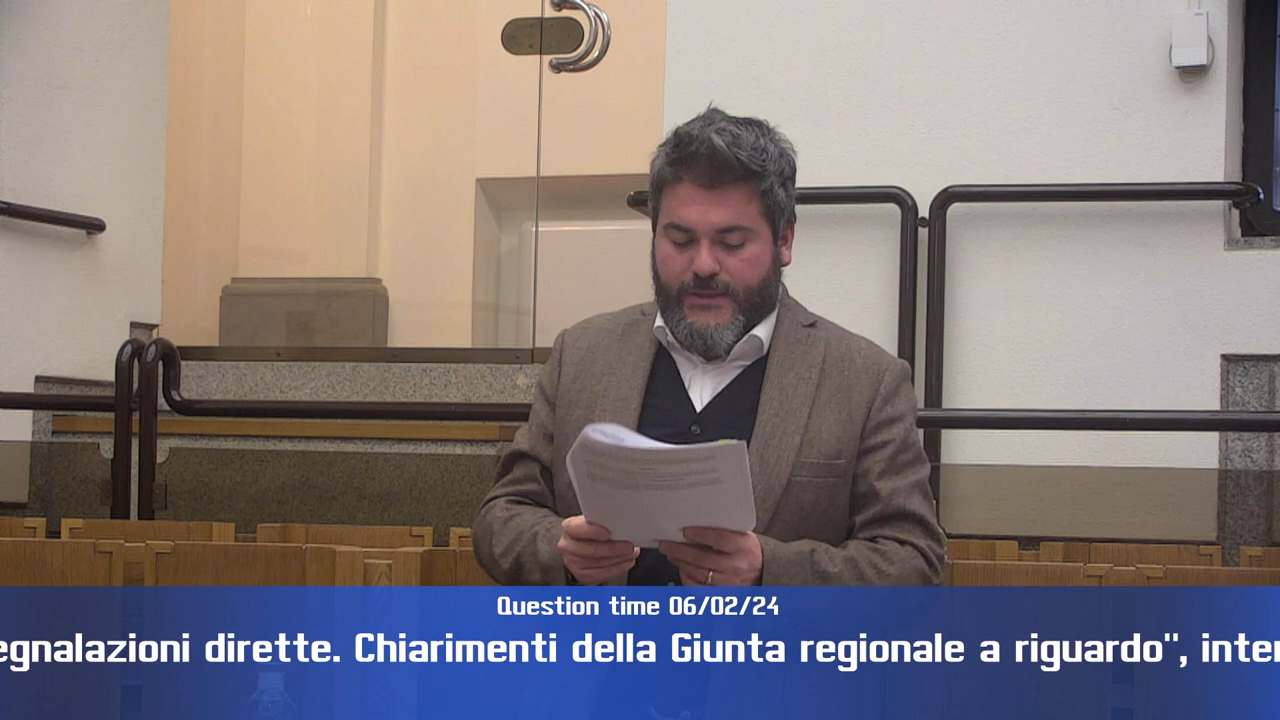 Question time 06/02/24
egnalazioni dirette. Chiarimenti della Giunta regionale a riguardo", inter